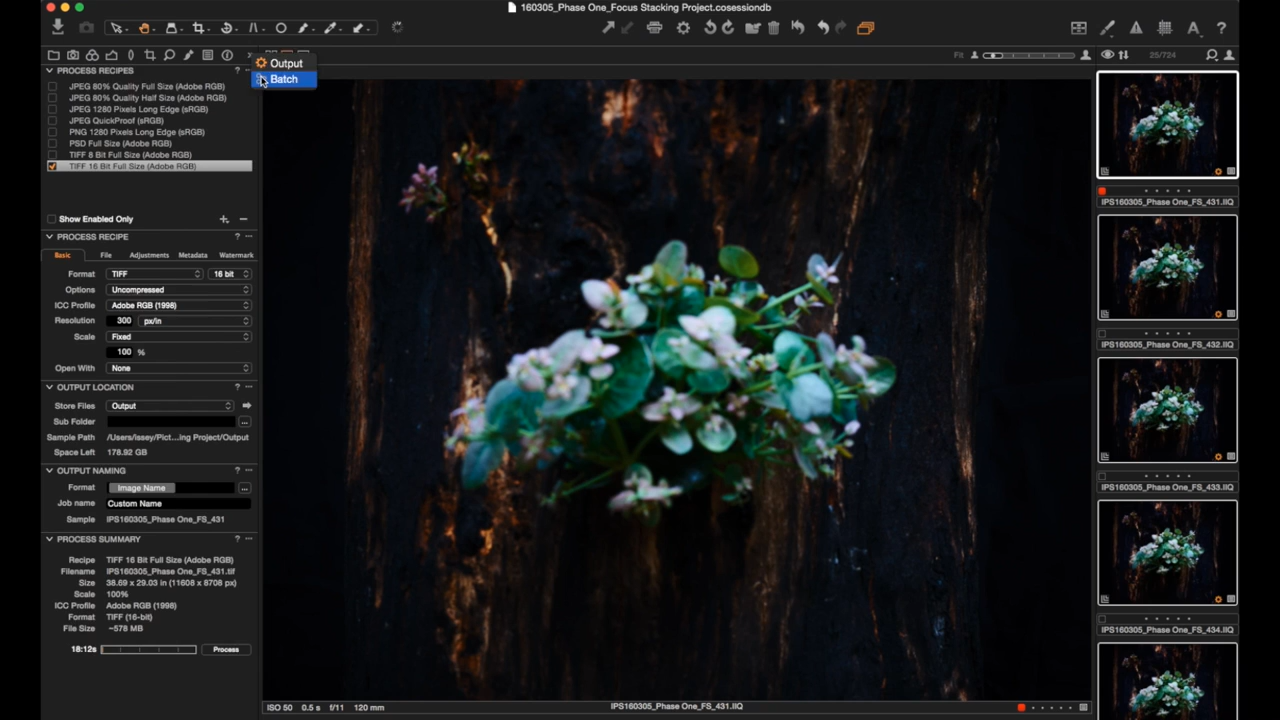 160305_Phase One_Focus Stacking Project.cosessiondb
Fit
25/724
Output
Batch
PROCESS RECIPES ?
JPEG 80% Quality Full Size (Adobe RGB)
JPEG 80% Quality Half Size (Adobe RGB)
JPEG 1280 Pixels Long Edge (sRGB)
JPEG QuickProof (sRGB)
PNG 1280 Pixels Long Edge (sRGB)
PSD Full Size (Adobe RGB)
TIFF 8 Bit Full Size (Adobe RGB)
TIFF 16 Bit Full Size (Adobe RGB)
Show Enabled Only
PROCESS RECIPE ?
Basic File Adjustments Metadata Watermark
Format TIFF 16 bit
Options Uncompressed
ICC Profile Adobe RGB (1998)
Resolution 300 px/in
Scale Fixed
100 %
Open With None
OUTPUT LOCATION ?
Store Files Output
Sub Folder ...
Sample Path /Users/issey/Pict...ing Project/Output
Space Left 178.92 GB
OUTPUT NAMING ?
Format Image Name ...
Job name Custom Name
Sample IPS160305_Phase One_FS_431
PROCESS SUMMARY ?
Recipe TIFF 16 Bit Full Size (Adobe RGB)
Filename IPS160305_Phase One_FS_431.tif
Size 38.69 x 29.03 in (11608 x 8708 px)
Scale 100%
ICC Profile Adobe RGB (1998)
Format TIFF (16-bit)
File Size ~578 MB
18:12s Process
ISO 50 0.5 s f/11 120 mm
IPS160305_Phase One_FS_431.IIQ
IPS160305_Phase One_FS_431.IIQ
IPS160305_Phase One_FS_432.IIQ
IPS160305_Phase One_FS_433.IIQ
IPS160305_Phase One_FS_434.IIQ